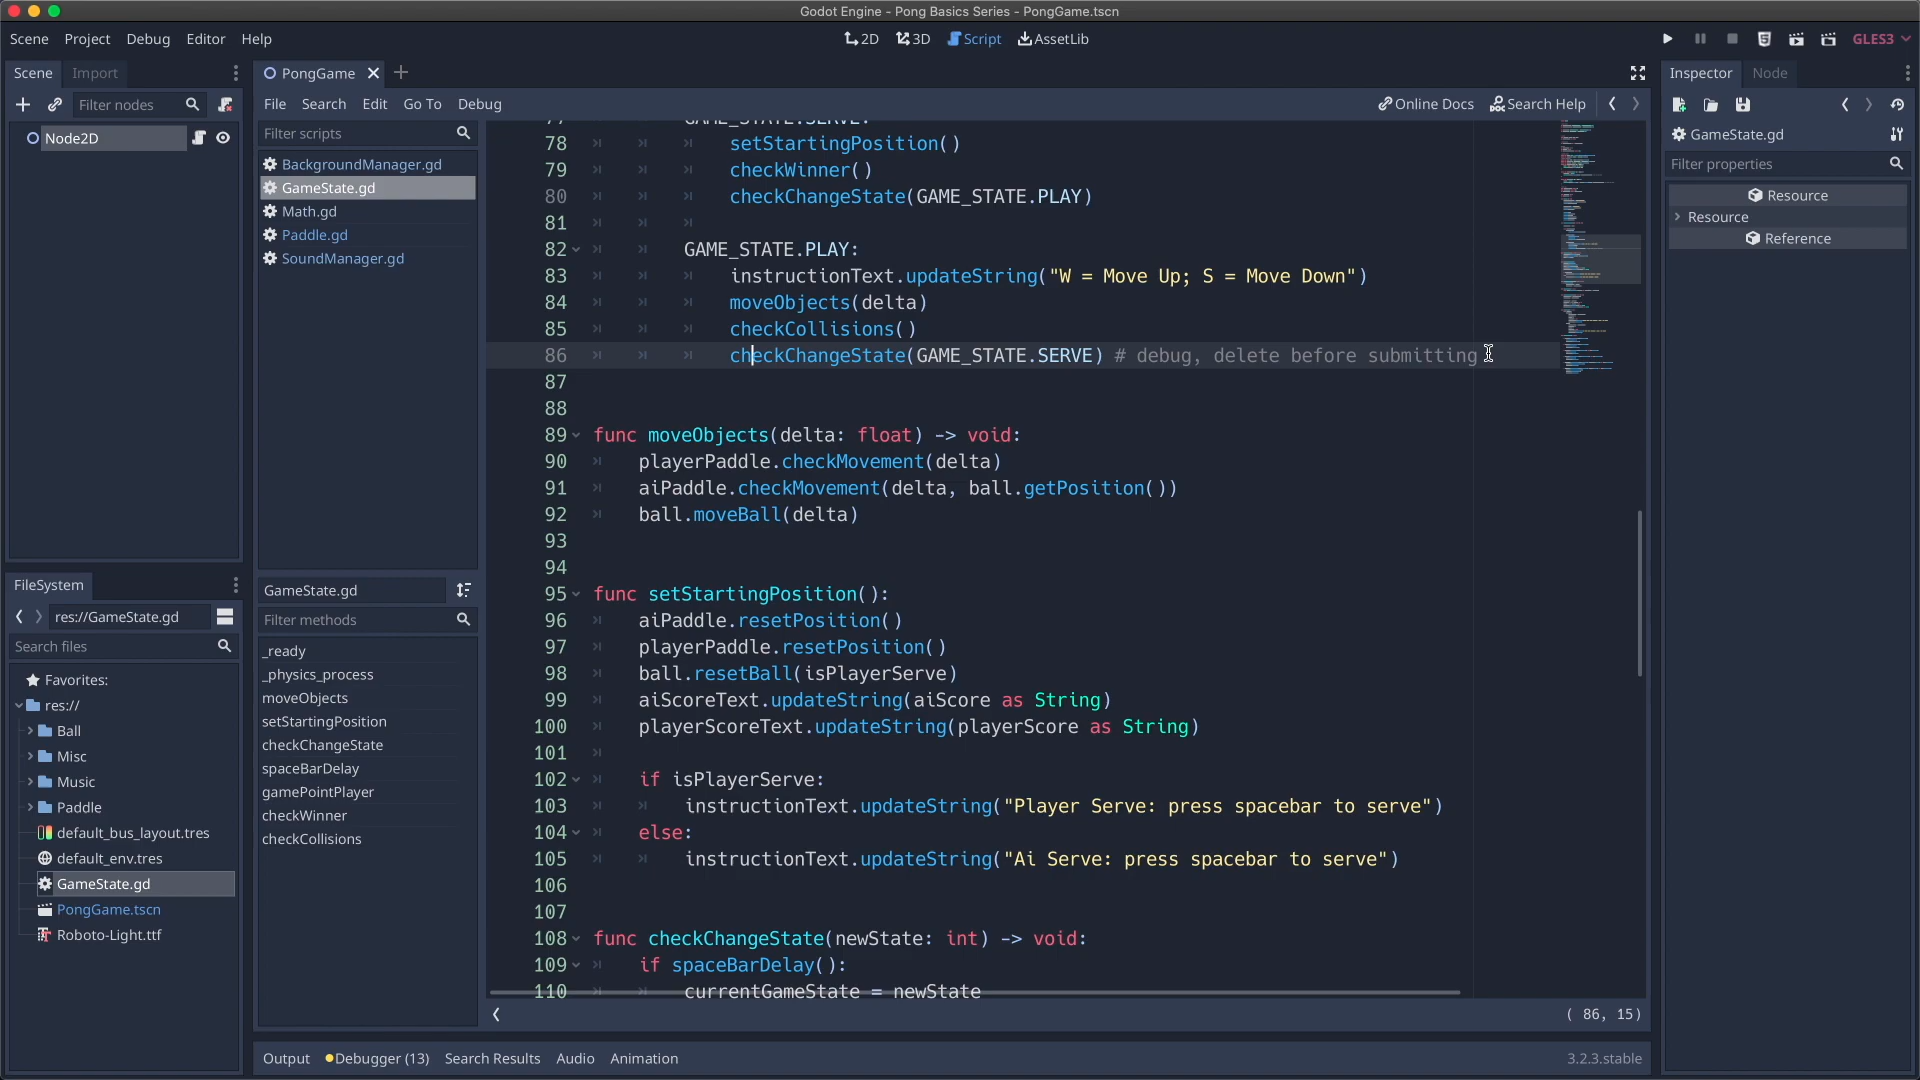 Godot Engine - Pong Basics Series - PongGame.tscn
Scene Project Debug Editor Help
2D 3D Script AssetLib
GLES3
Scene Import
PongGame
Inspector Node
Filter nodes
File Search Edit Go To Debug
Online Docs Search Help
Node2D
Filter scripts
BackgroundManager.gd
GameState.gd
Math.gd
Paddle.gd
SoundManager.gd
GameState.gd
Filter methods
_ready
_physics_process
moveObjects
setStartingPosition
checkChangeState
spaceBarDelay
gamePointPlayer
checkWinner
checkCollisions
FileSystem
res://GameState.gd
Search files
Favorites:
res://
Ball
Misc
Music
Paddle
default_bus_layout.tres
default_env.tres
GameState.gd
PongGame.tscn
Roboto-Light.ttf
77 GAME_STATE.SERVE:
78 setStartingPosition()
79 checkWinner()
80 checkChangeState(GAME_STATE.PLAY)
81
82 GAME_STATE.PLAY:
83 instructionText.updateString("W = Move Up; S = Move Down")
84 moveObjects(delta)
85 checkCollisions()
86 checkChangeState(GAME_STATE.SERVE) # debug, delete before submitting
87
88
89 func moveObjects(delta: float) -> void:
90 playerPaddle.checkMovement(delta)
91 aiPaddle.checkMovement(delta, ball.getPosition())
92 ball.moveBall(delta)
93
94
95 func setStartingPosition():
96 aiPaddle.resetPosition()
97 playerPaddle.resetPosition()
98 ball.resetBall(isPlayerServe)
99 aiScoreText.updateString(aiScore as String)
100 playerScoreText.updateString(playerScore as String)
101
102 if isPlayerServe:
103 instructionText.updateString("Player Serve: press spacebar to serve")
104 else:
105 instructionText.updateString("Ai Serve: press spacebar to serve")
106
107
108 func checkChangeState(newState: int) -> void:
109 if spaceBarDelay():
110 currentGameState = newState
( 86, 15)
Output Debugger (13) Search Results Audio Animation
3.2.3.stable
GameState.gd
Filter properties
Resource
Resource
Reference